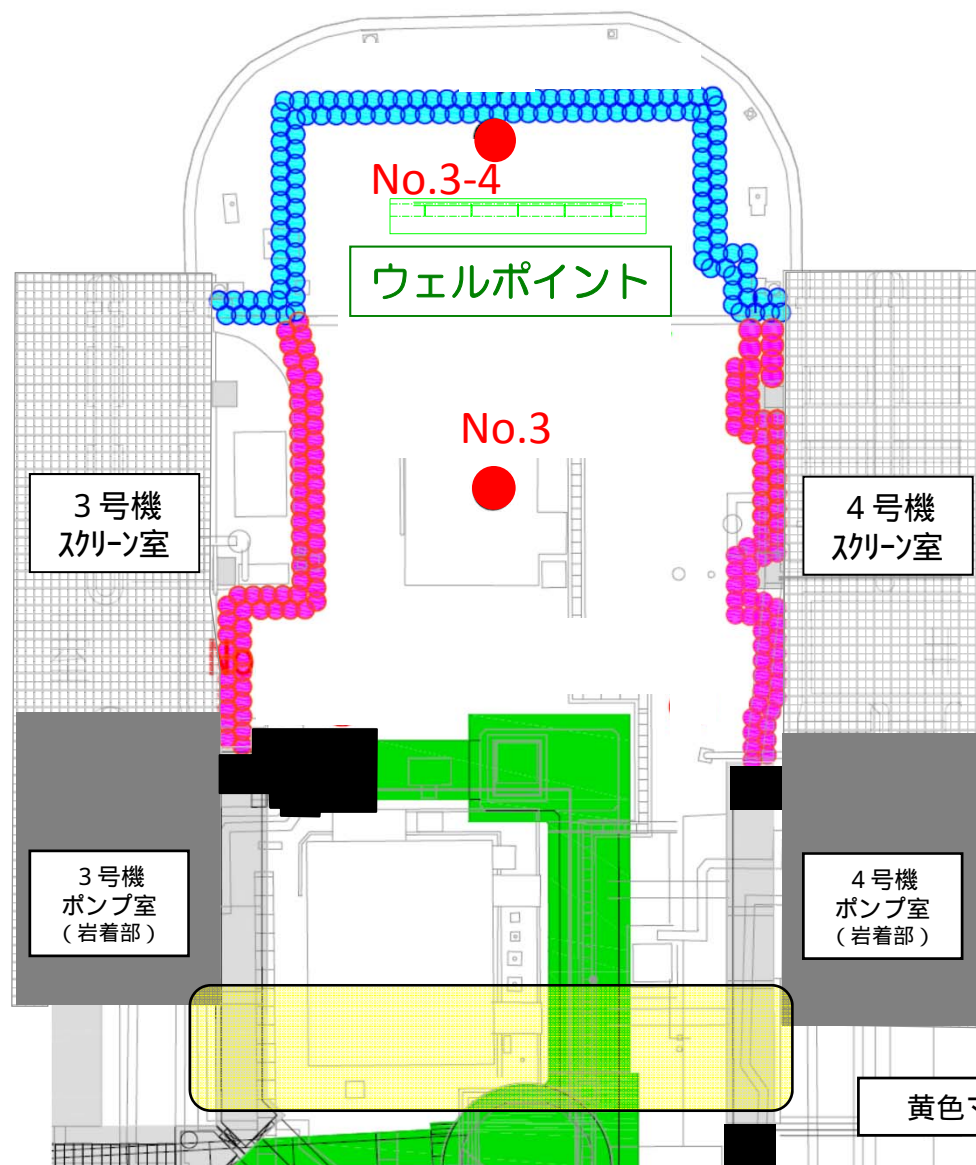 No.3-4
ウェルポイント
No.3
３号機
スクリーン室
４号機
スクリーン室
３号機
ポンプ室
（岩着部）
４号機
ポンプ室
（岩着部）
黄色